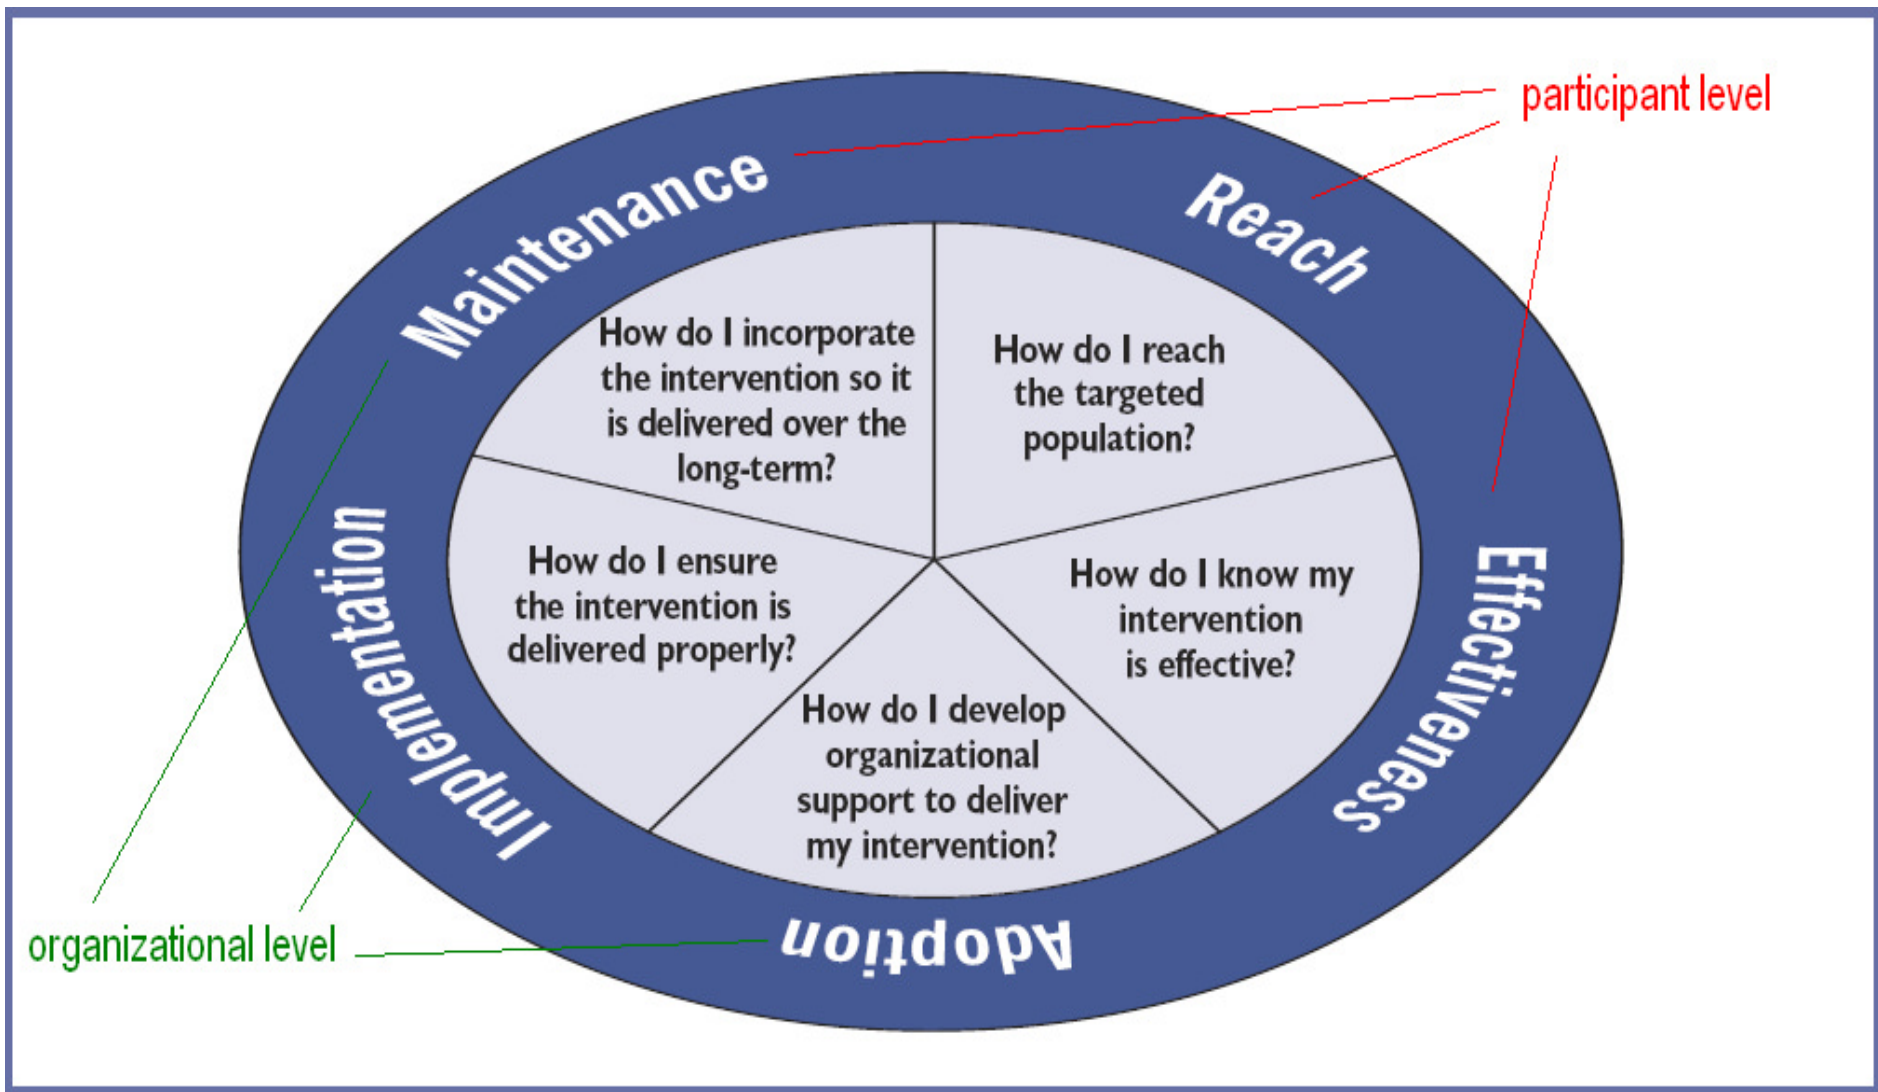 participant level
Maintenance
Reach
How do I incorporate
the intervention so it
is delivered over the
long-term?
How do I reach
the targeted
population?
Implementation
How do I ensure
the intervention is
delivered properly?
How do I know my
intervention
is effective?
Effectiveness
How do I develop
organizational
support to deliver
my intervention?
Adoption
organizational level